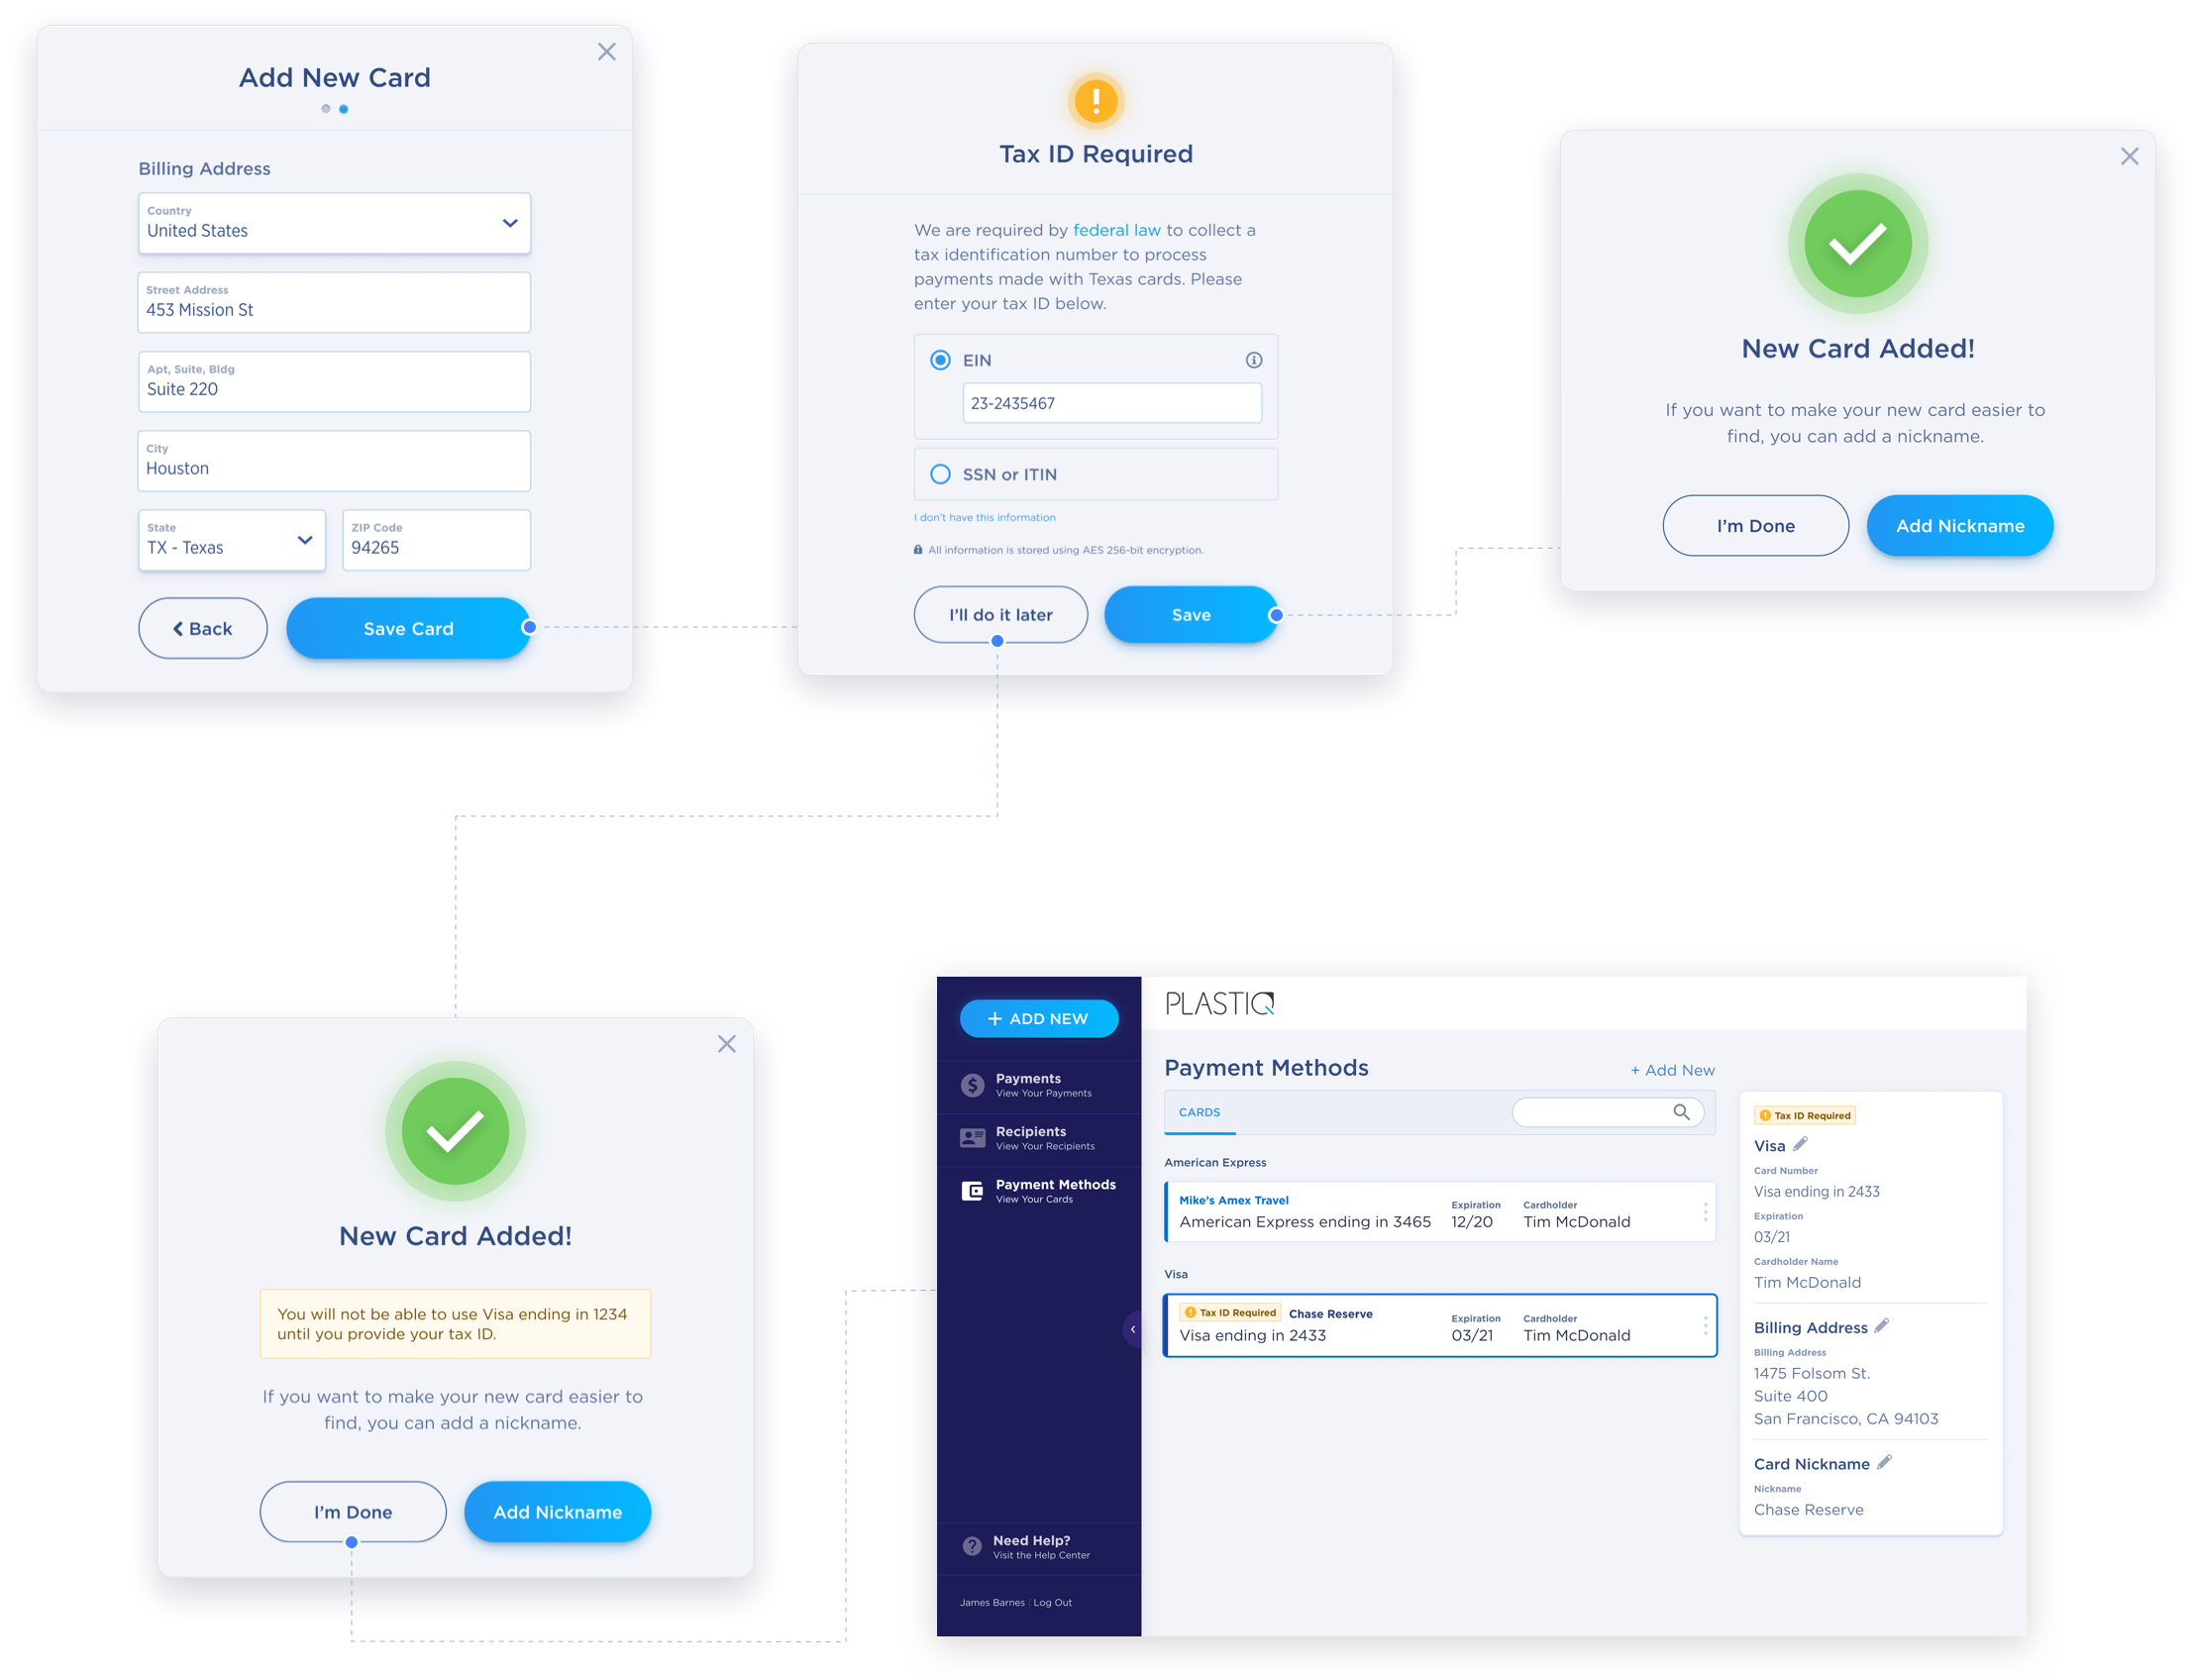 Add New Card
Billing Address
Country
United States
Street Address
453 Mission St
Apt, Suite, Bldg
Suite 220
City
Houston
State
TX - Texas
ZIP Code
94265
Back
Save Card
Tax ID Required
We are required by federal law to collect a
tax identification number to process
payments made with Texas cards. Please
enter your tax ID below.
EIN
23-2435467
SSN or ITIN
I don't have this information
All information is stored using AES 256-bit encryption.
I'll do it later
Save
New Card Added!
If you want to make your new card easier to
find, you can add a nickname.
I'm Done
Add Nickname
New Card Added!
You will not be able to use Visa ending in 1234
until you provide your tax ID.
If you want to make your new card easier to
find, you can add a nickname.
I'm Done
Add Nickname
+ ADD NEW
Payments
View Your Payments
Recipients
View Your Recipients
Payment Methods
View Your Cards
Need Help?
Visit the Help Center
James Barnes | Log Out
PLASTIQ
Payment Methods
+ Add New
CARDS
American Express
Mike's Amex Travel
American Express ending in 3465
Expiration
12/20
Cardholder
Tim McDonald
Visa
Tax ID Required
Chase Reserve
Visa ending in 2433
Expiration
03/21
Cardholder
Tim McDonald
Tax ID Required
Visa
Card Number
Visa ending in 2433
Expiration
03/21
Cardholder Name
Tim McDonald
Billing Address
Billing Address
1475 Folsom St.
Suite 400
San Francisco, CA 94103
Card Nickname
Nickname
Chase Reserve